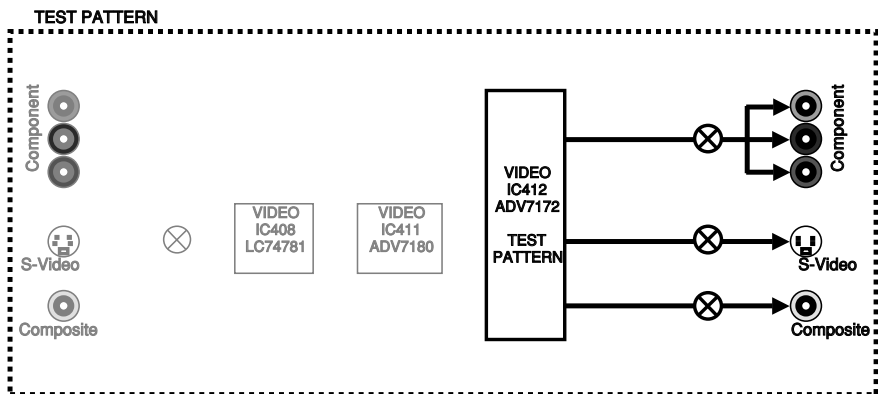 TEST PATTERN
Component
S-Video
Composite
VIDEO
IC408
LC74781
VIDEO
IC411
ADV7180
VIDEO
IC412
ADV7172
TEST
PATTERN
Component
S-Video
Composite